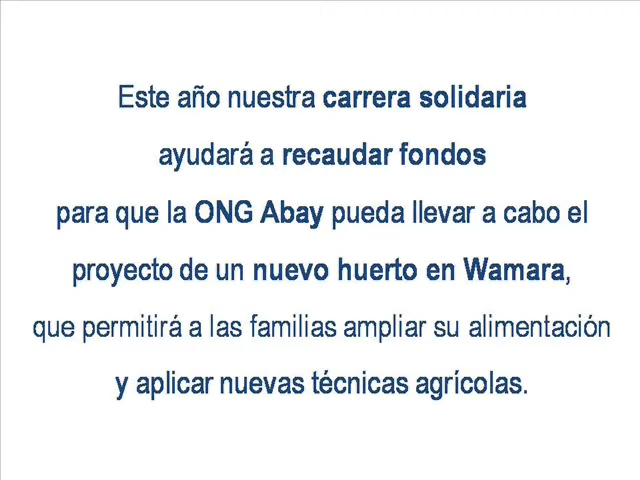 Este año nuestra carrera solidaria
ayudará a recaudar fondos
para que la ONG Abay pueda llevar a cabo el
proyecto de un nuevo huerto en Wamara,
que permitirá a las familias ampliar su alimentación
y aplicar nuevas técnicas agrícolas.